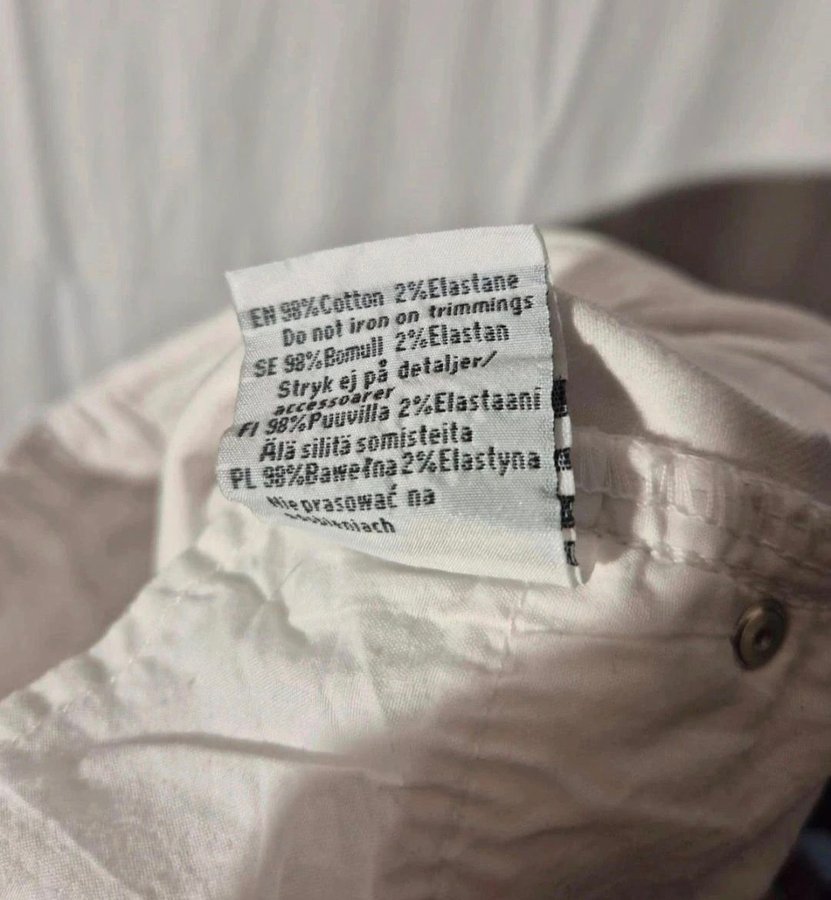 EN 98%Cotton 2%Elastane
Do not iron on trimmings
SE 98%Bomull 2%Elastan
Stryk ej på detaljer/
accessoarer
FI 98%Puuvilla 2%Elastaani
Älä silitä somisteita
PL 98%Bawełna 2%Elastyna
Nie prasować na